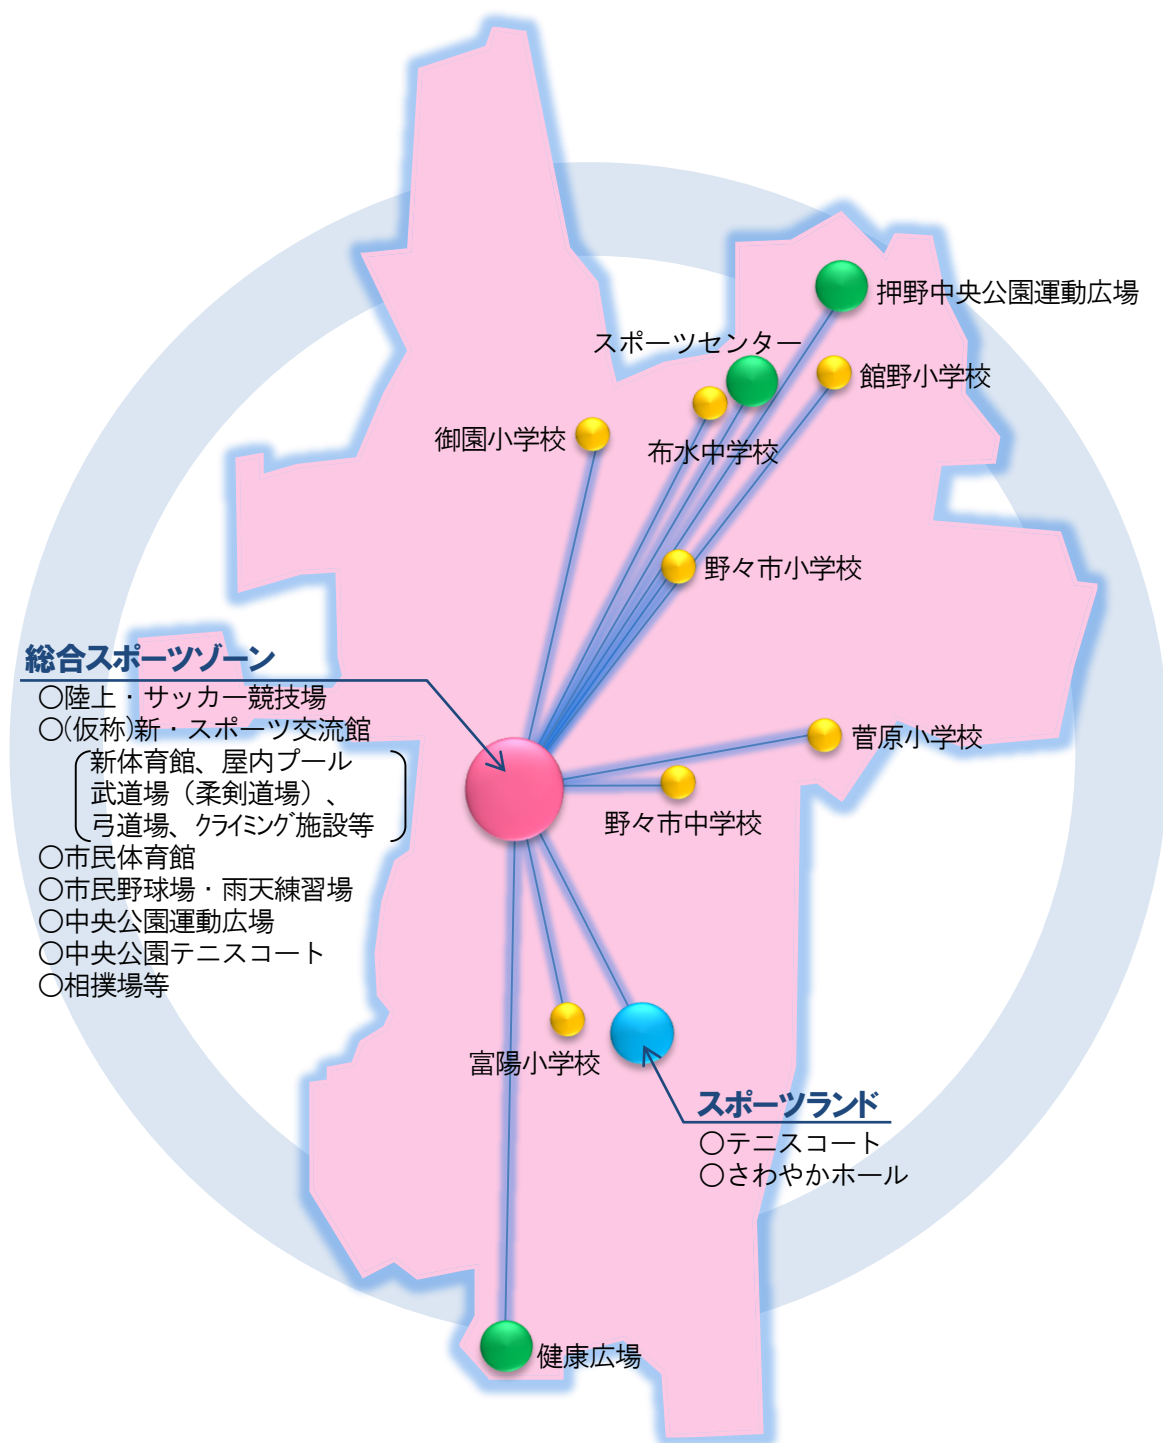 押野中央公園運動広場
スポーツセンター
館野小学校
御園小学校
布水中学校
野々市小学校
総合スポーツゾーン
○陸上・サッカー競技場
○(仮称)新・スポーツ交流館
新体育館、屋内プール
武道場（柔剣道場）、
弓道場、クライミング施設等
○市民体育館
○市民野球場・雨天練習場
○中央公園運動広場
○中央公園テニスコート
○相撲場等
菅原小学校
野々市中学校
富陽小学校
スポーツランド
○テニスコート
○さわやかホール
健康広場